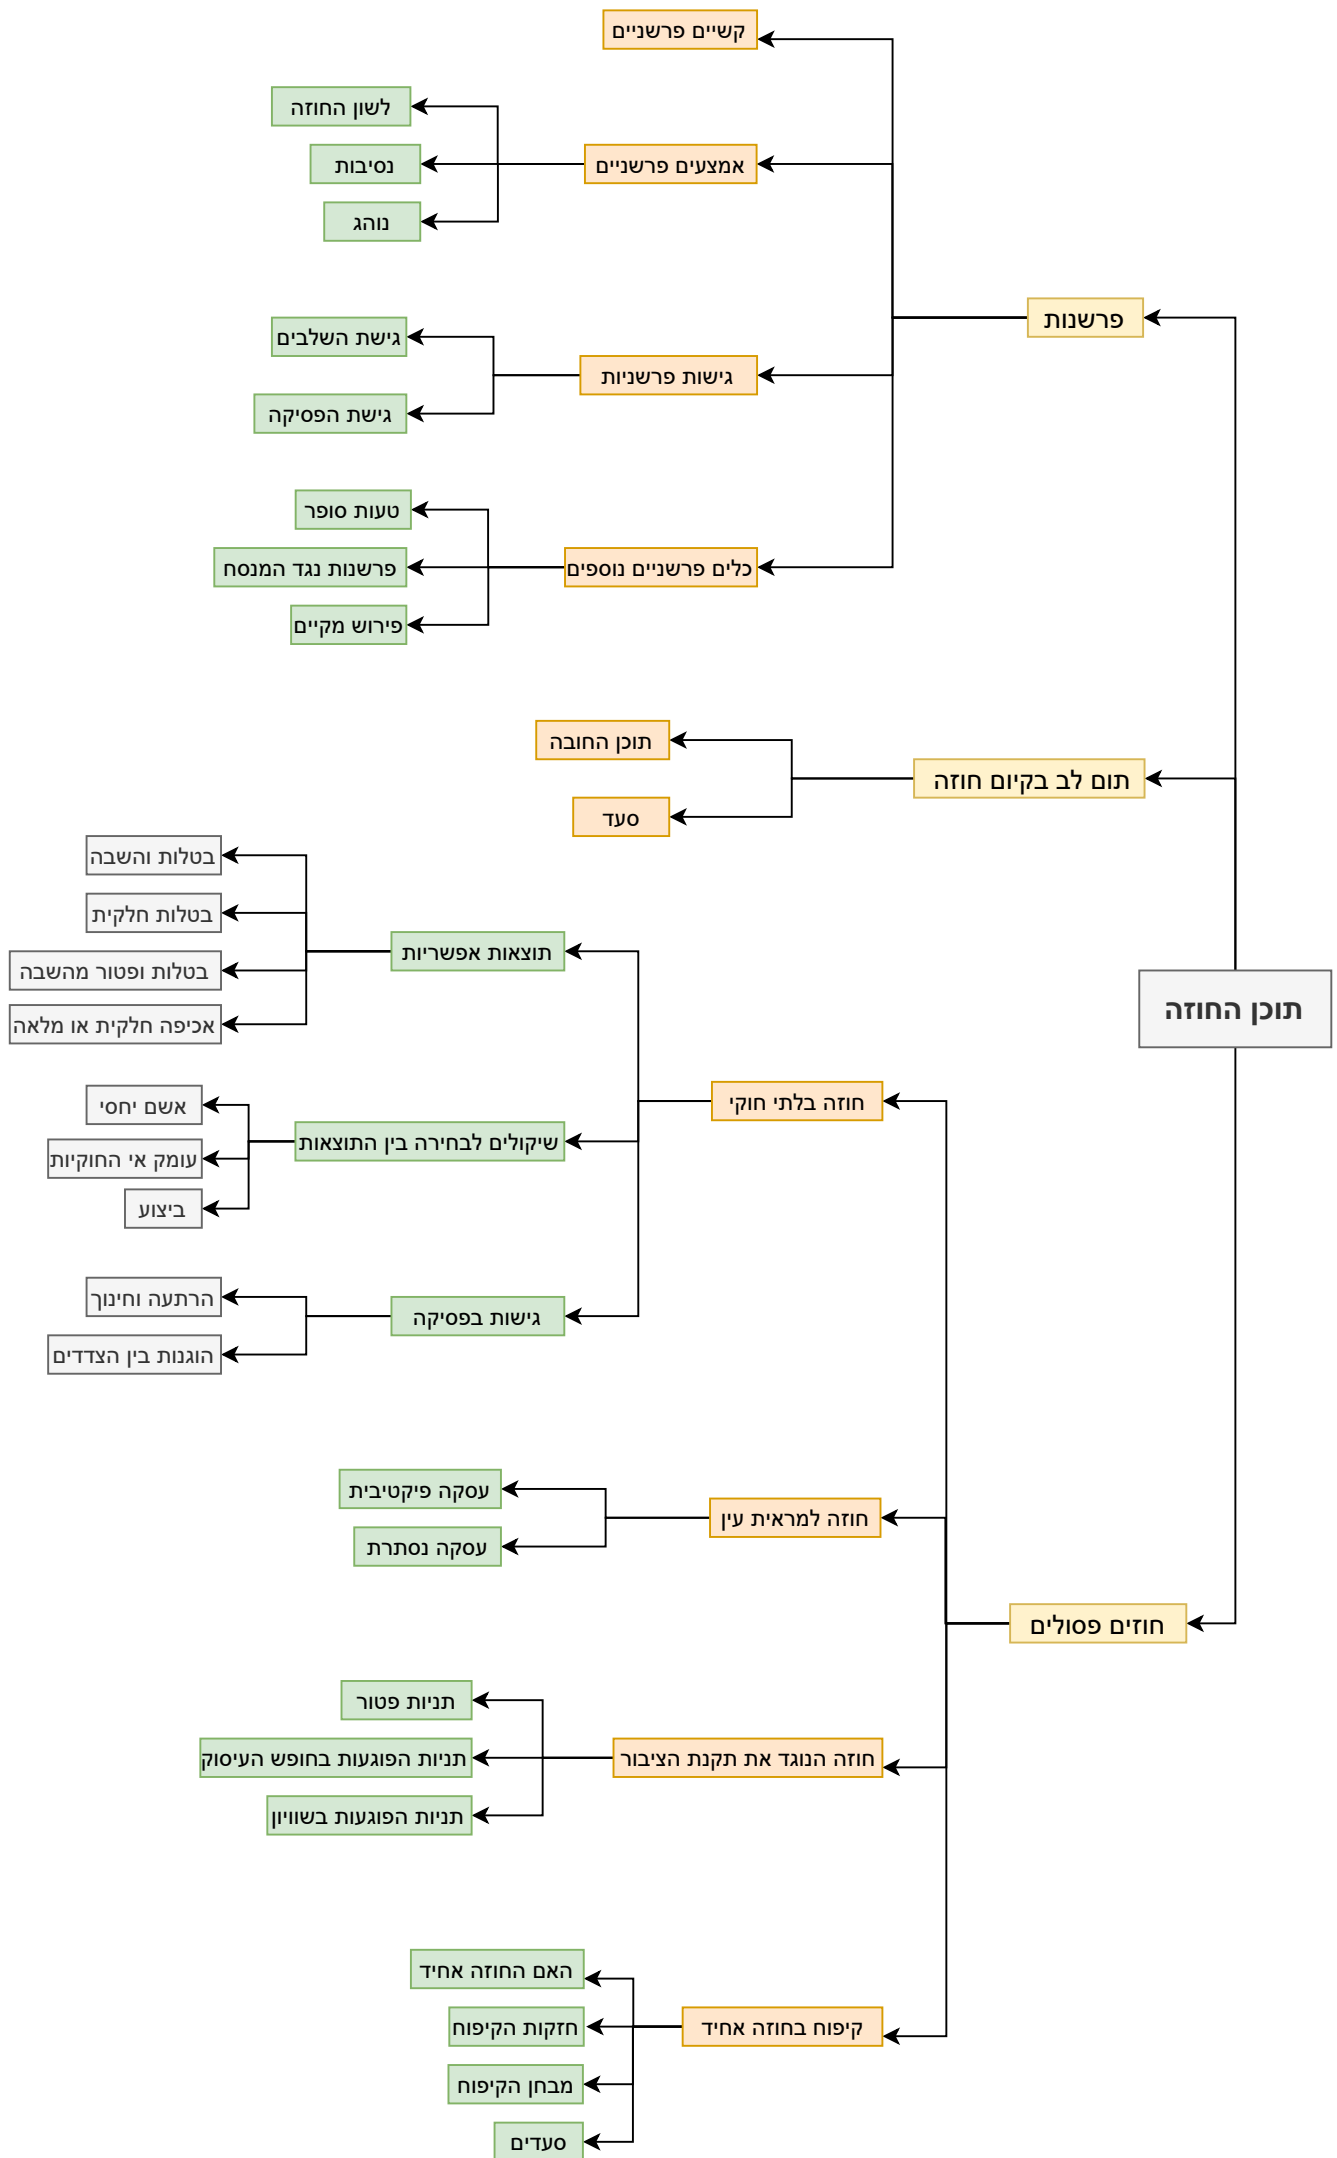 תוכן החוזה
פרשנות
קשיים פרשניים
אמצעים פרשניים
לשון החוזה
נסיבות
נוהג
גישות פרשניות
גישת השלבים
גישת הפסיקה
כלים פרשניים נוספים
טעות סופר
פרשנות נגד המנסח
פירוש מקיים
תום לב בקיום חוזה
תוכן החובה
סעד
חוזים פסולים
חוזה בלתי חוקי
תוצאות אפשריות
בטלות והשבה
בטלות חלקית
בטלות ופטור מהשבה
אכיפה חלקית או מלאה
שיקולים לבחירה בין התוצאות
אשם יחסי
עומק אי החוקיות
ביצוע
גישות בפסיקה
הרתעה וחינוך
הוגנות בין הצדדים
חוזה למראית עין
עסקה פיקטיבית
עסקה נסתרת
חוזה הנוגד את תקנת הציבור
תניות פטור
תניות הפוגעות בחופש העיסוק
תניות הפוגעות בשוויון
קיפוח בחוזה אחיד
האם החוזה אחיד
חזקות הקיפוח
מבחן הקיפוח
סעדים